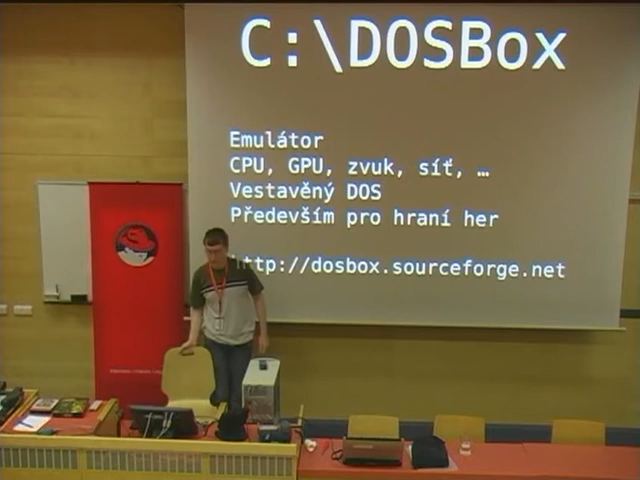 C:\DOSBox
Emulátor
CPU, GPU, zvuk, síť, …
Vestavěný DOS
Především pro hraní her
http://dosbox.sourceforge.net